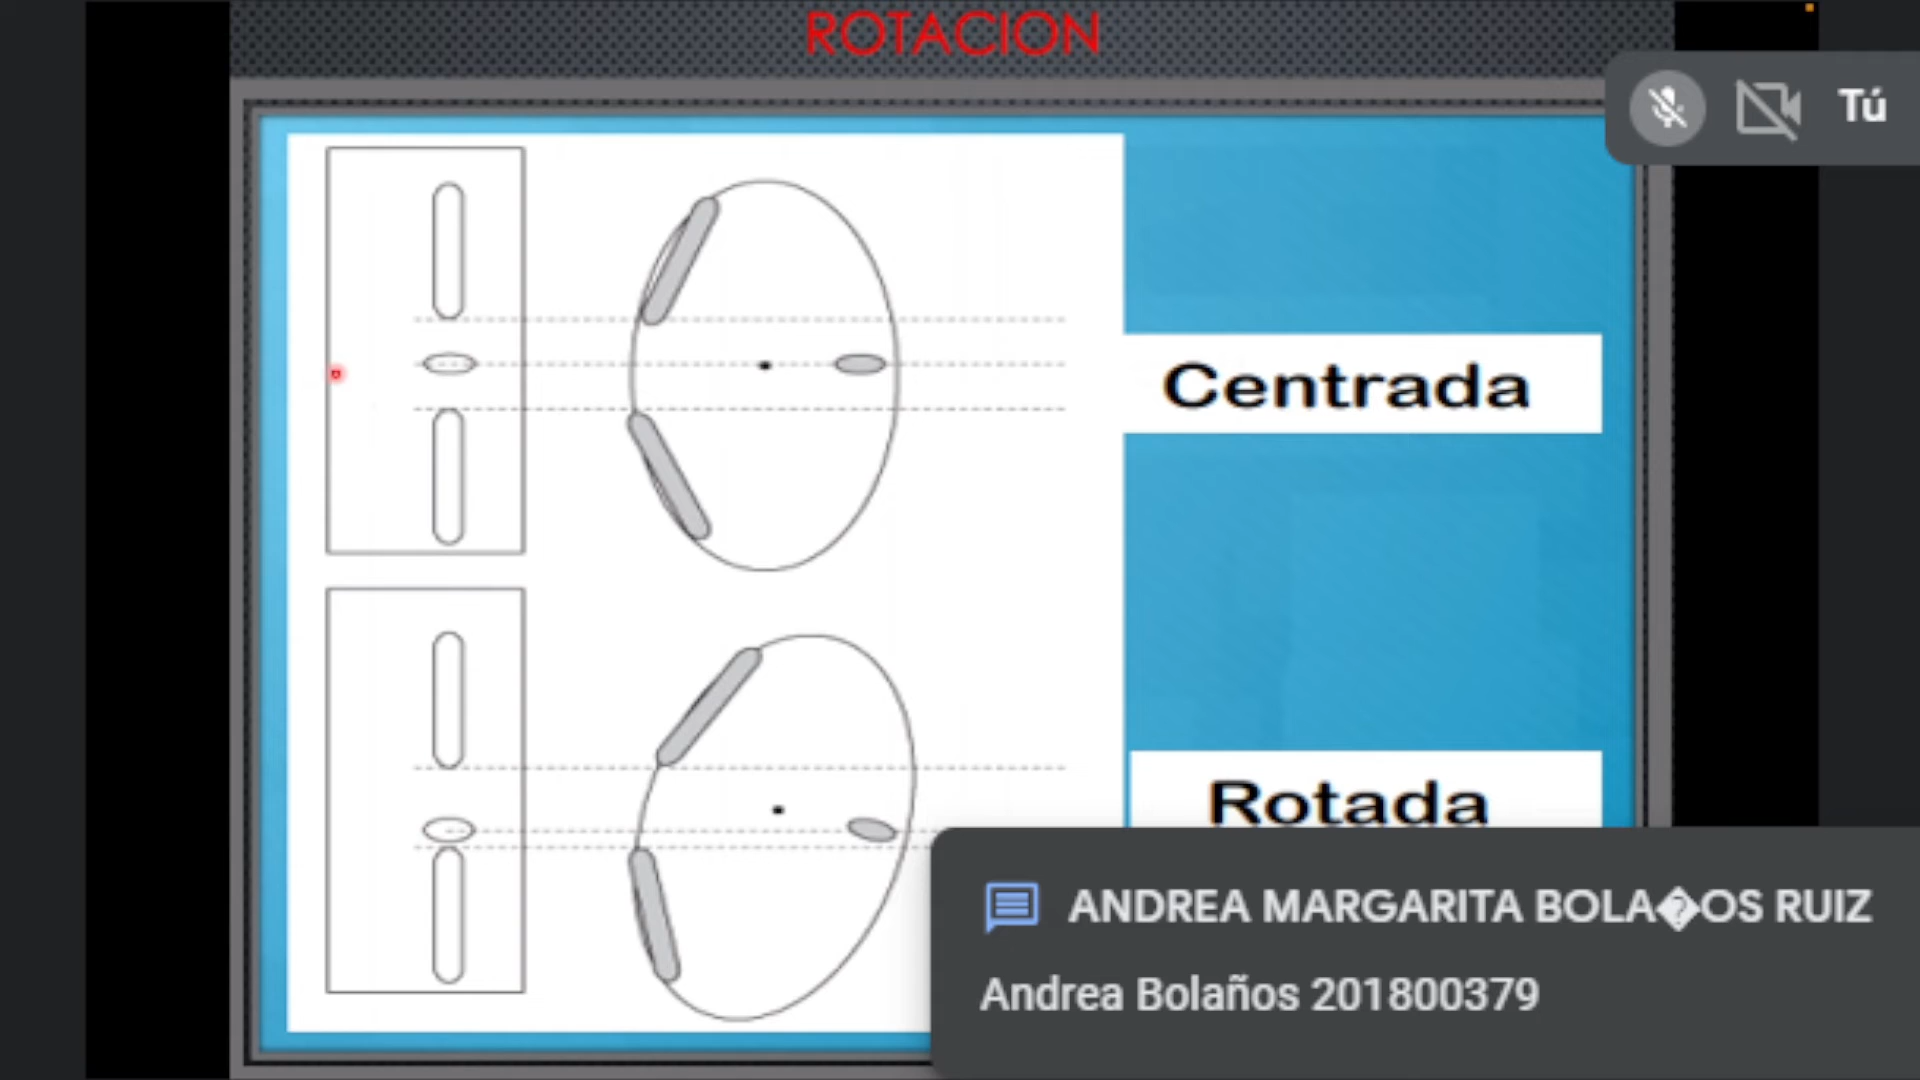 ROTACION
Tú
Centrada
Rotada
ANDREA MARGARITA BOLA�OS RUIZ
Andrea Bolaños 201800379